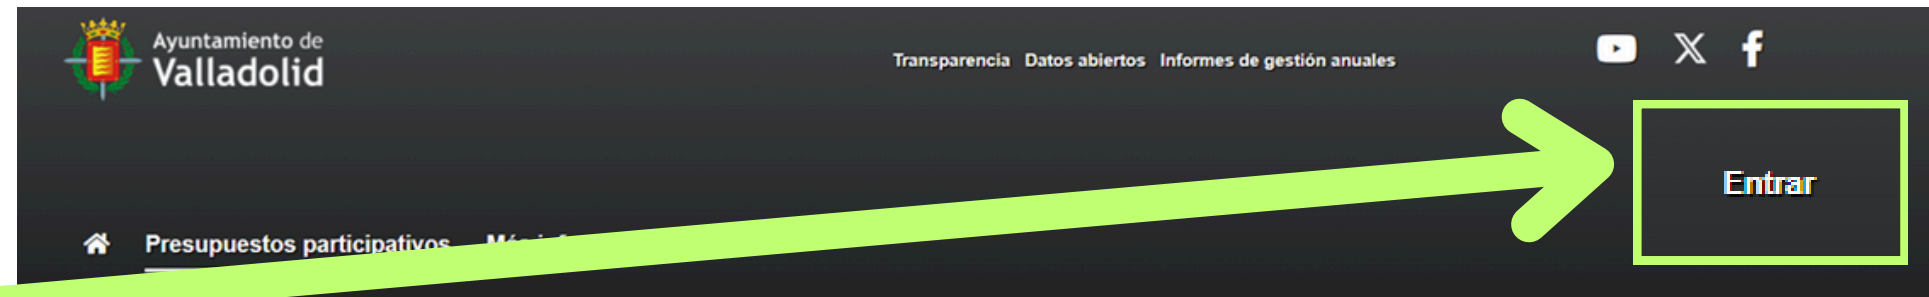 Ayuntamiento de
Valladolid
Transparencia Datos abiertos Informes de gestión anuales
Entrar
Presupuestos participativos